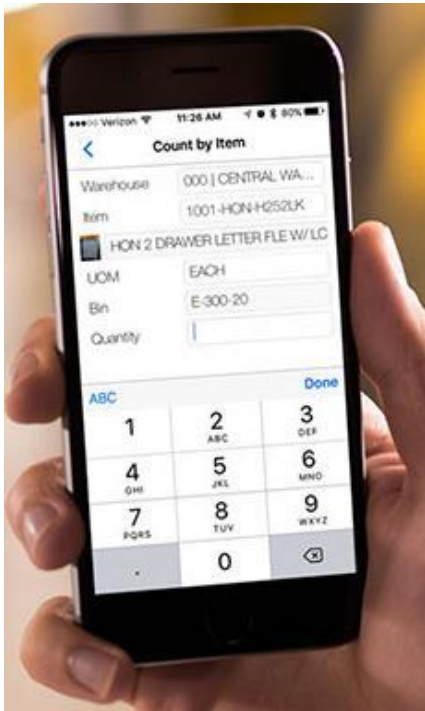 Verizon 11:26 AM 80%
Count by Item
Warehouse 000 | CENTRAL WA...
Item 1001-HON-H252LK
HON 2 DRAWER LETTER FLE W/ LC
UOM EACH
Bin E-300-20
Quantity
ABC Done
1 2 3
ABC DEF
4 5 6
GHI JKL MNO
7 8 9
PQRS TUV WXYZ
. 0